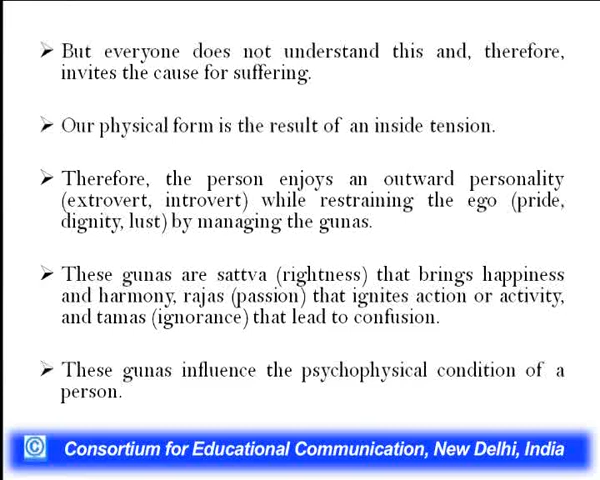 ➢ But everyone does not understand this and, therefore,
invites the cause for suffering.
➢ Our physical form is the result of an inside tension.
➢ Therefore, the person enjoys an outward personality
(extrovert, introvert) while restraining the ego (pride,
dignity, lust) by managing the gunas.
➢ These gunas are sattva (rightness) that brings happiness
and harmony, rajas (passion) that ignites action or activity,
and tamas (ignorance) that lead to confusion.
➢ These gunas influence the psychophysical condition of a
person.
© Consortium for Educational Communication, New Delhi, India